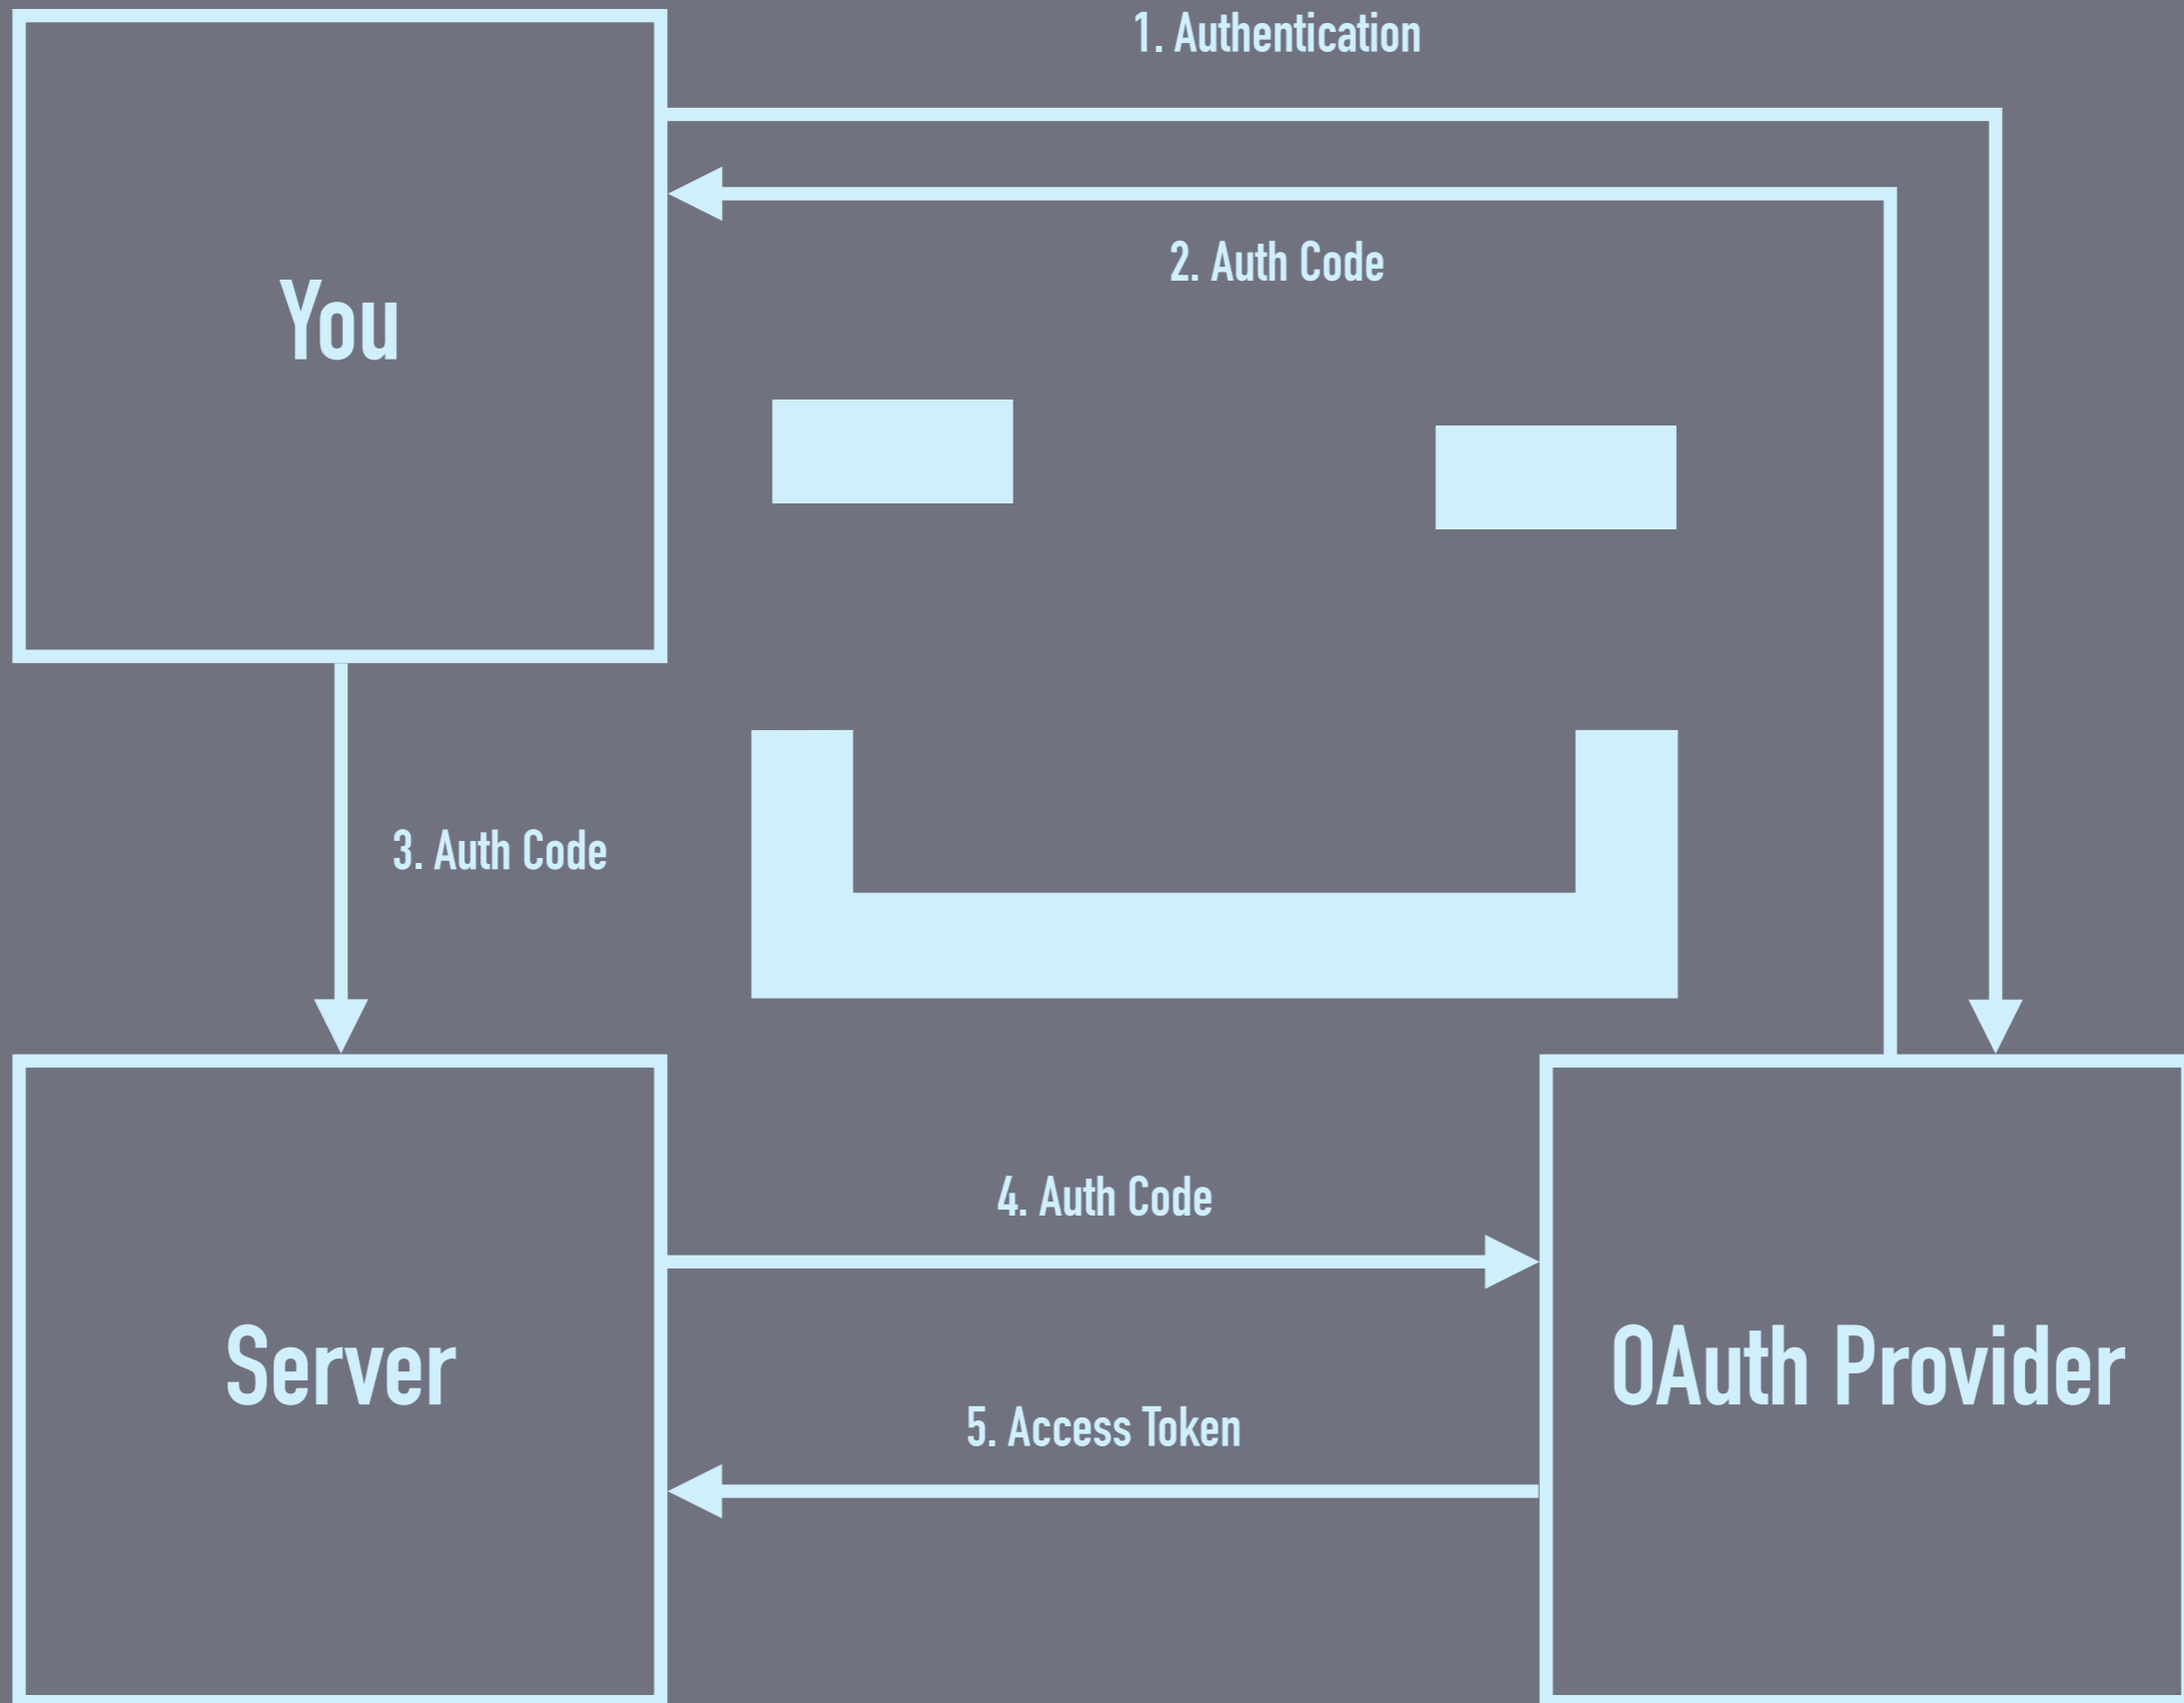 1. Authentication
2. Auth Code
You
3. Auth Code
4. Auth Code
Server
OAuth Provider
5. Access Token